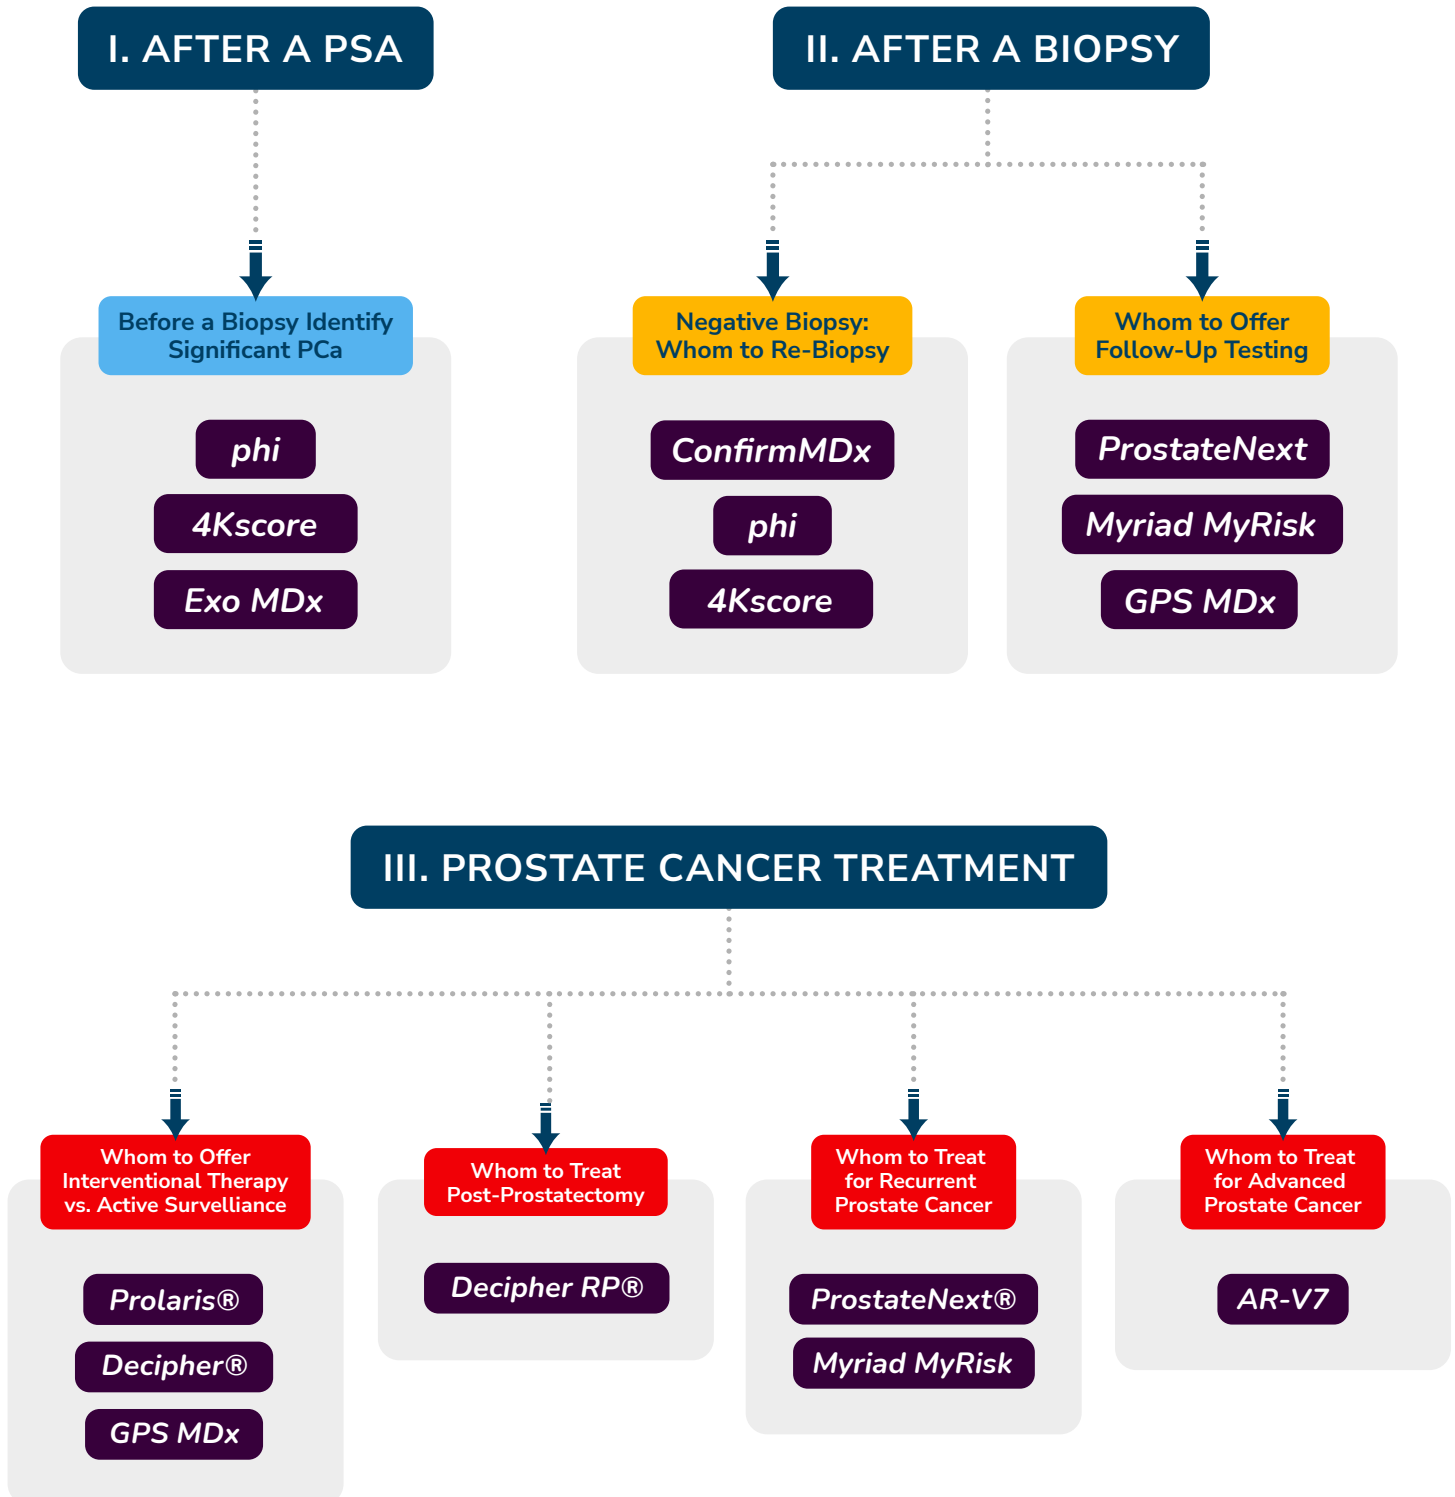 I. AFTER A PSA
II. AFTER A BIOPSY
Before a Biopsy Identify
Significant PCa
phi
4Kscore
Exo MDx
Negative Biopsy:
Whom to Re-Biopsy
ConfirmMDx
phi
4Kscore
Whom to Offer
Follow-Up Testing
ProstateNext
Myriad MyRisk
GPS MDx
III. PROSTATE CANCER TREATMENT
Whom to Offer
Interventional Therapy
vs. Active Survelliance
Prolaris®
Decipher®
GPS MDx
Whom to Treat
Post-Prostatectomy
Decipher RP®
Whom to Treat
for Recurrent
Prostate Cancer
ProstateNext®
Myriad MyRisk
Whom to Treat
for Advanced
Prostate Cancer
AR-V7